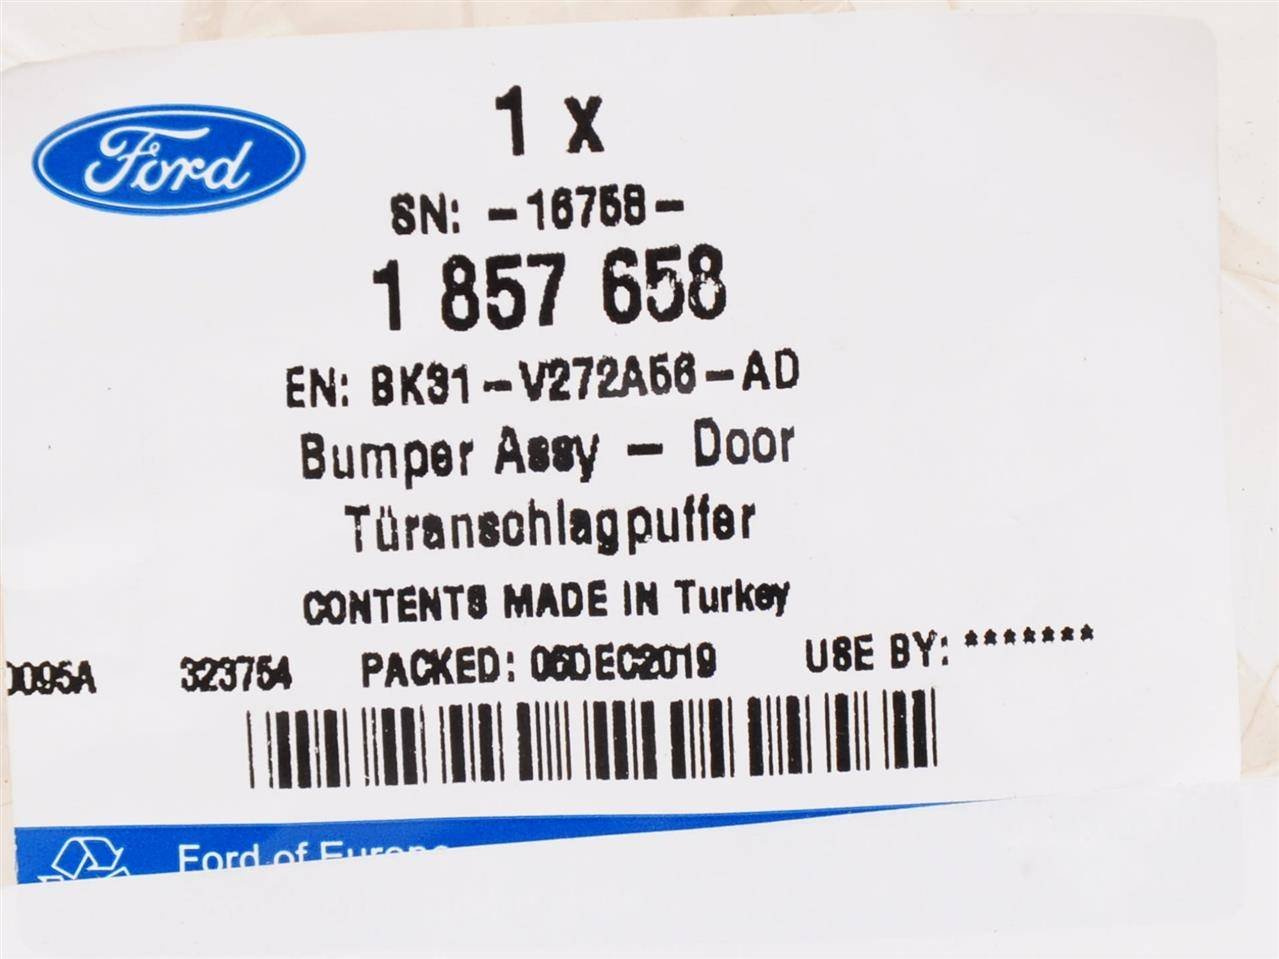 Ford
1 x
SN: -16758-
1 857 658
EN: BK31-V272A56-AD
Bumper Assy - Door
Türanschlagpuffer
CONTENTS MADE IN Turkey
0095A 323754 PACKED: 06DEC2019 USE BY: *******
Ford of Europe